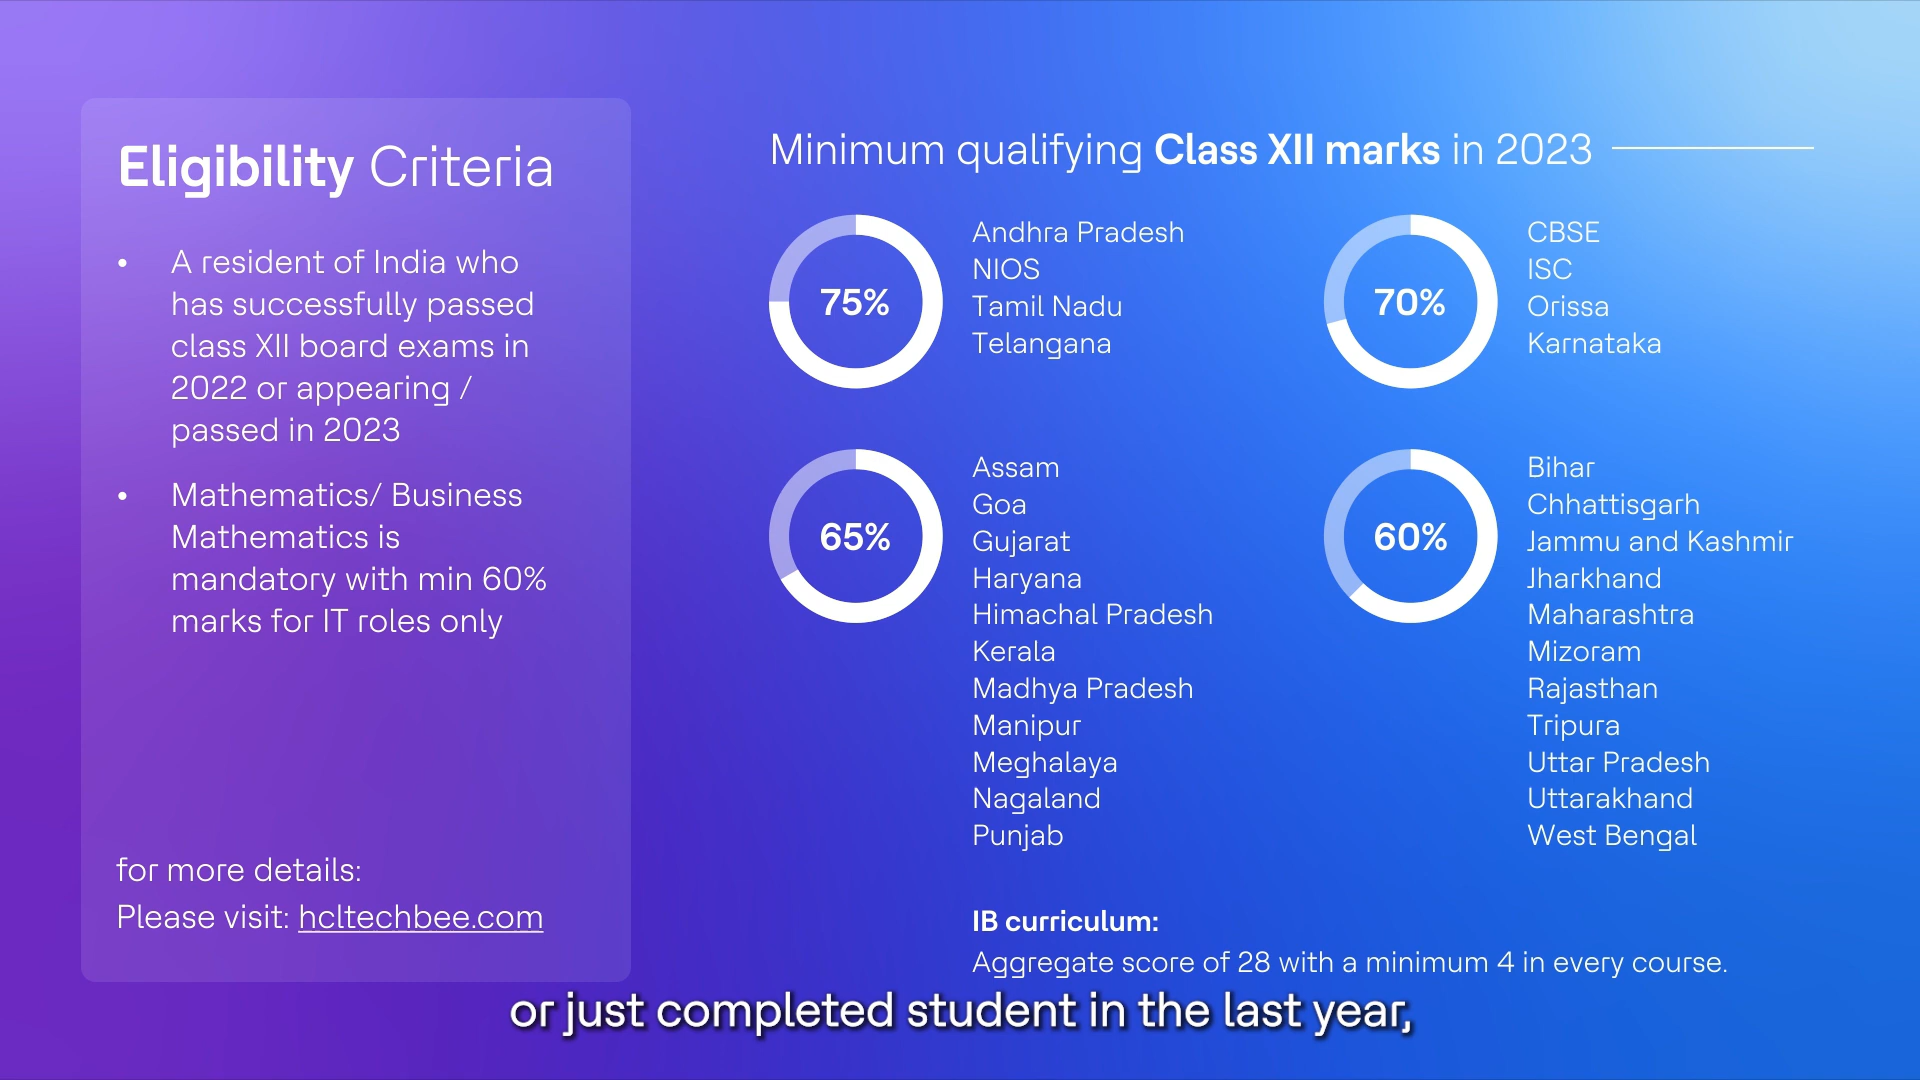 Eligibility Criteria
• A resident of India who
has successfully passed
class XII board exams in
2022 or appearing /
passed in 2023
• Mathematics/ Business
Mathematics is
mandatory with min 60%
marks for IT roles only
for more details:
Please visit: hcltechbee.com
Minimum qualifying Class XII marks in 2023
75%
Andhra Pradesh
NIOS
Tamil Nadu
Telangana
70%
CBSE
ISC
Orissa
Karnataka
65%
Assam
Goa
Gujarat
Haryana
Himachal Pradesh
Kerala
Madhya Pradesh
Manipur
Meghalaya
Nagaland
Punjab
60%
Bihar
Chhattisgarh
Jammu and Kashmir
Jharkhand
Maharashtra
Mizoram
Rajasthan
Tripura
Uttar Pradesh
Uttarakhand
West Bengal
IB curriculum:
Aggregate score of 28 with a minimum 4 in every course.
or just completed student in the last year,